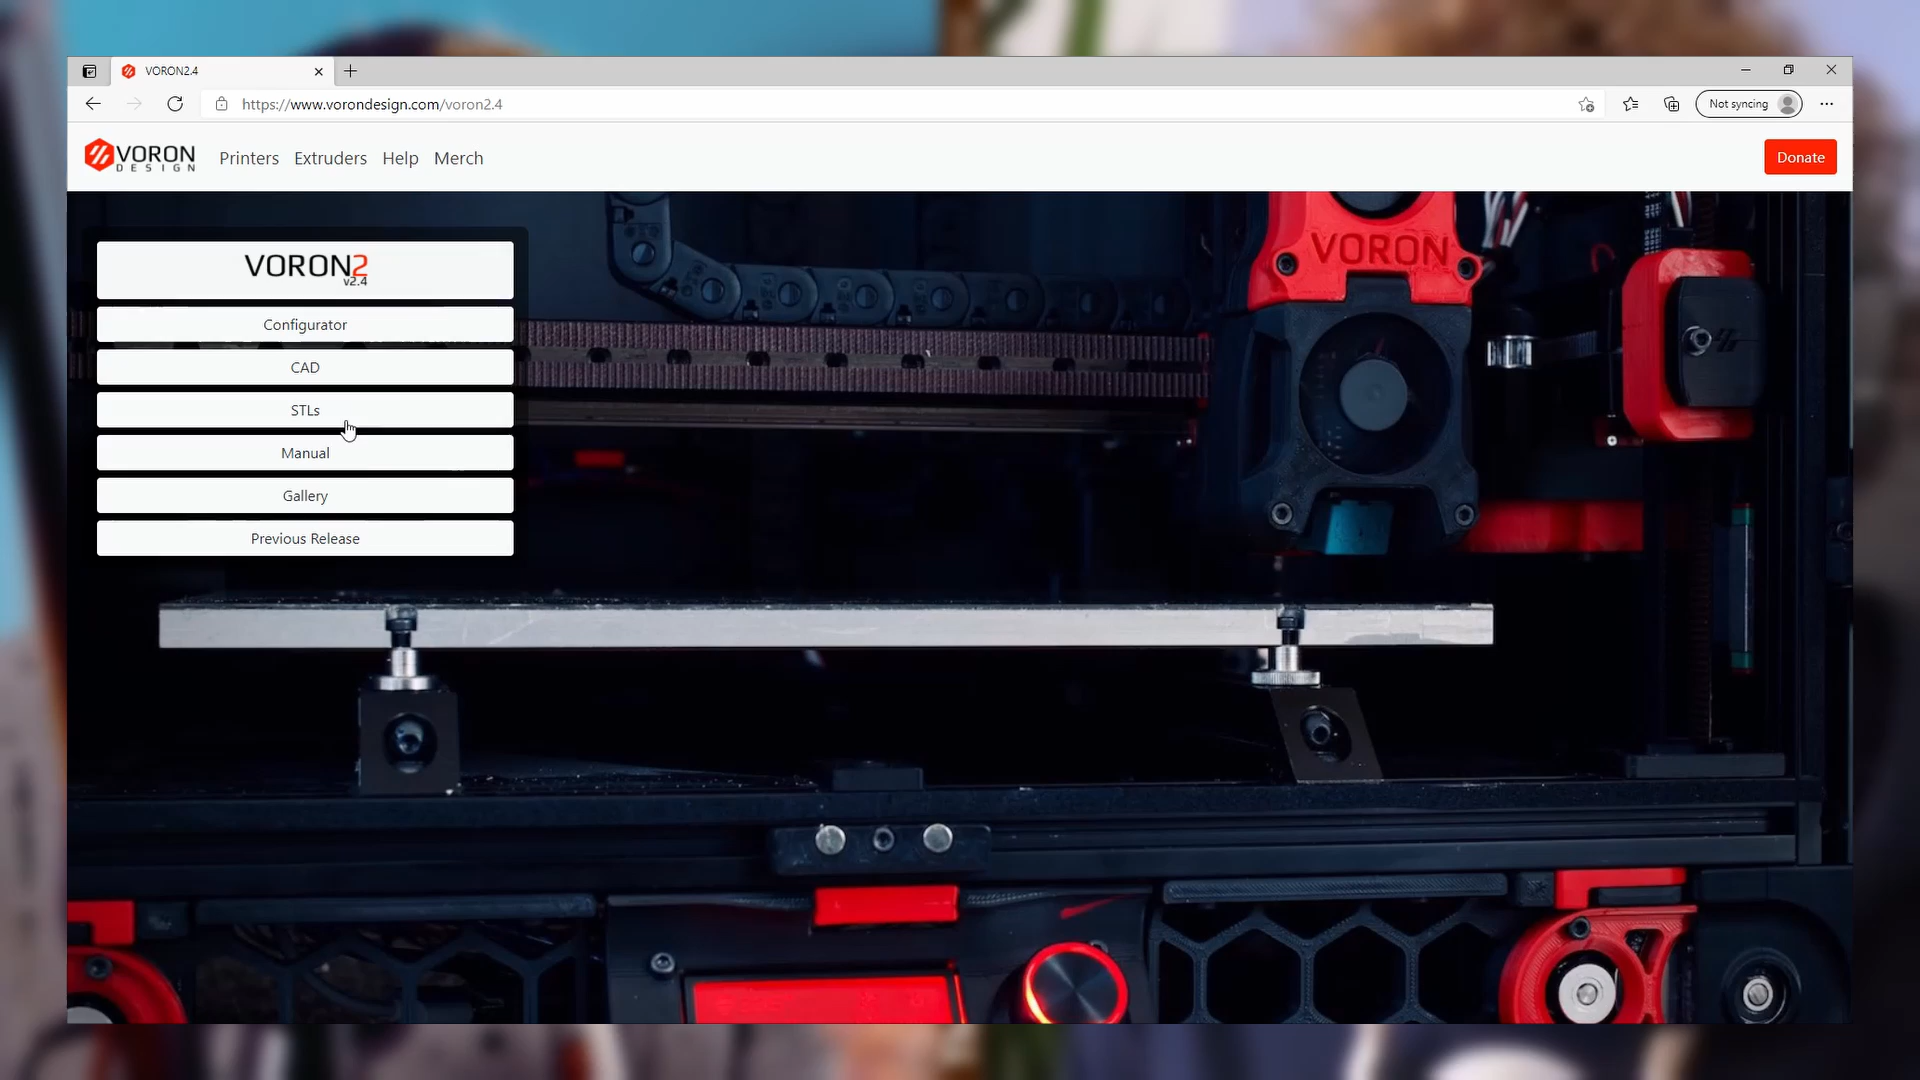 VORON2.4
https://www.vorondesign.com/voron2.4
Not syncing
VORON
DESIGN
Printers
Extruders
Help
Merch
Donate
VORON2
v2.4
Configurator
CAD
STLs
Manual
Gallery
Previous Release
VORON